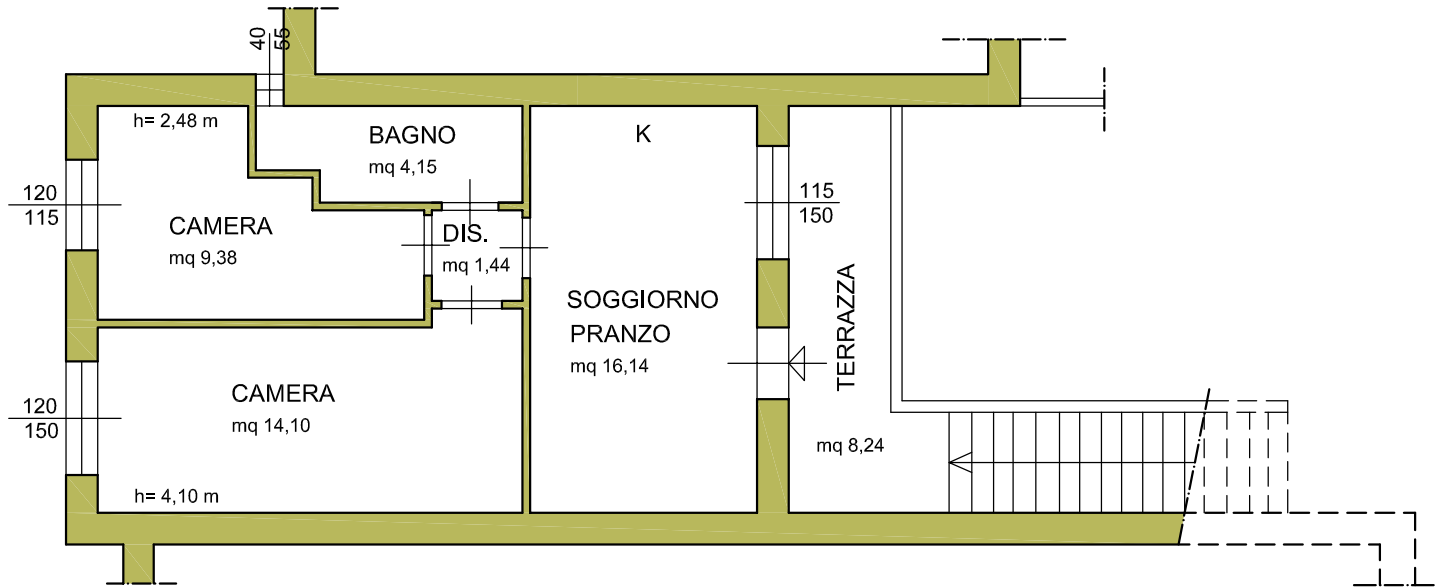 40
55
h= 2,48 m
BAGNO
mq 4,15
K
120
115
115
150
CAMERA
mq 9,38
DIS.
mq 1,44
SOGGIORNO
PRANZO
mq 16,14
TERRAZZA
CAMERA
mq 14,10
120
150
mq 8,24
h= 4,10 m